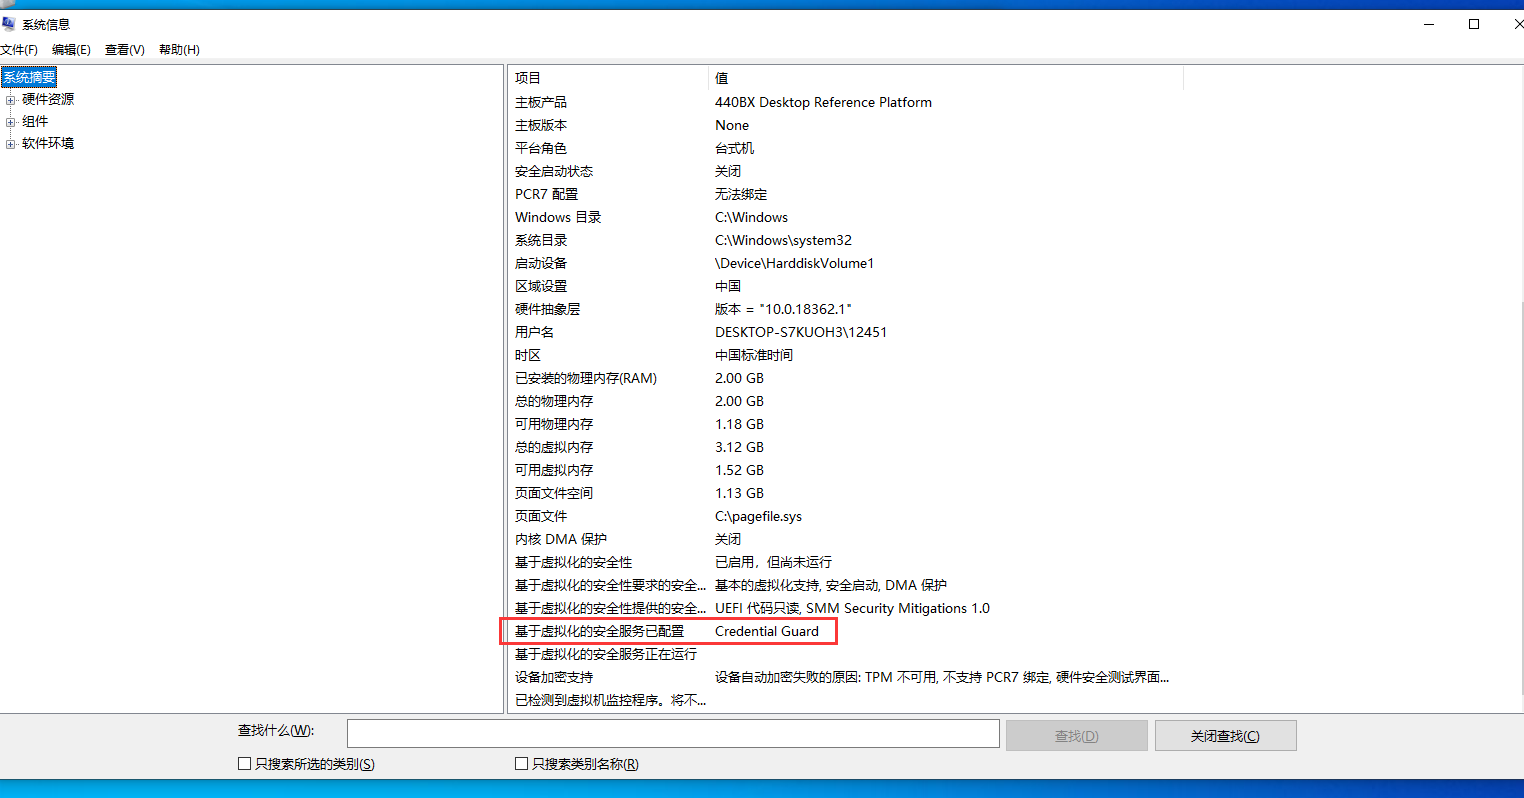 系统信息
文件(F) 编辑(E) 查看(V) 帮助(H)
系统摘要
硬件资源
组件
软件环境
项目 值
主板产品 440BX Desktop Reference Platform
主板版本 None
平台角色 台式机
安全启动状态 关闭
PCR7 配置 无法绑定
Windows 目录 C:\Windows
系统目录 C:\Windows\system32
启动设备 \Device\HarddiskVolume1
区域设置 中国
硬件抽象层 版本 = "10.0.18362.1"
用户名 DESKTOP-S7KUOH3\12451
时区 中国标准时间
已安装的物理内存(RAM) 2.00 GB
总的物理内存 2.00 GB
可用物理内存 1.18 GB
总的虚拟内存 3.12 GB
可用虚拟内存 1.52 GB
页面文件空间 1.13 GB
页面文件 C:\pagefile.sys
内核 DMA 保护 关闭
基于虚拟化的安全性 已启用，但尚未运行
基于虚拟化的安全性要求的安全... 基本的虚拟化支持, 安全启动, DMA 保护
基于虚拟化的安全性提供的安全... UEFI 代码只读, SMM Security Mitigations 1.0
基于虚拟化的安全服务已配置 Credential Guard
基于虚拟化的安全服务正在运行
设备加密支持 设备自动加密失败的原因: TPM 不可用, 不支持 PCR7 绑定, 硬件安全测试界面...
已检测到虚拟机监控程序。将不...
查找什么(W): 查找(D) 关闭查找(C)
只搜索所选的类别(S) 只搜索类别名称(R)